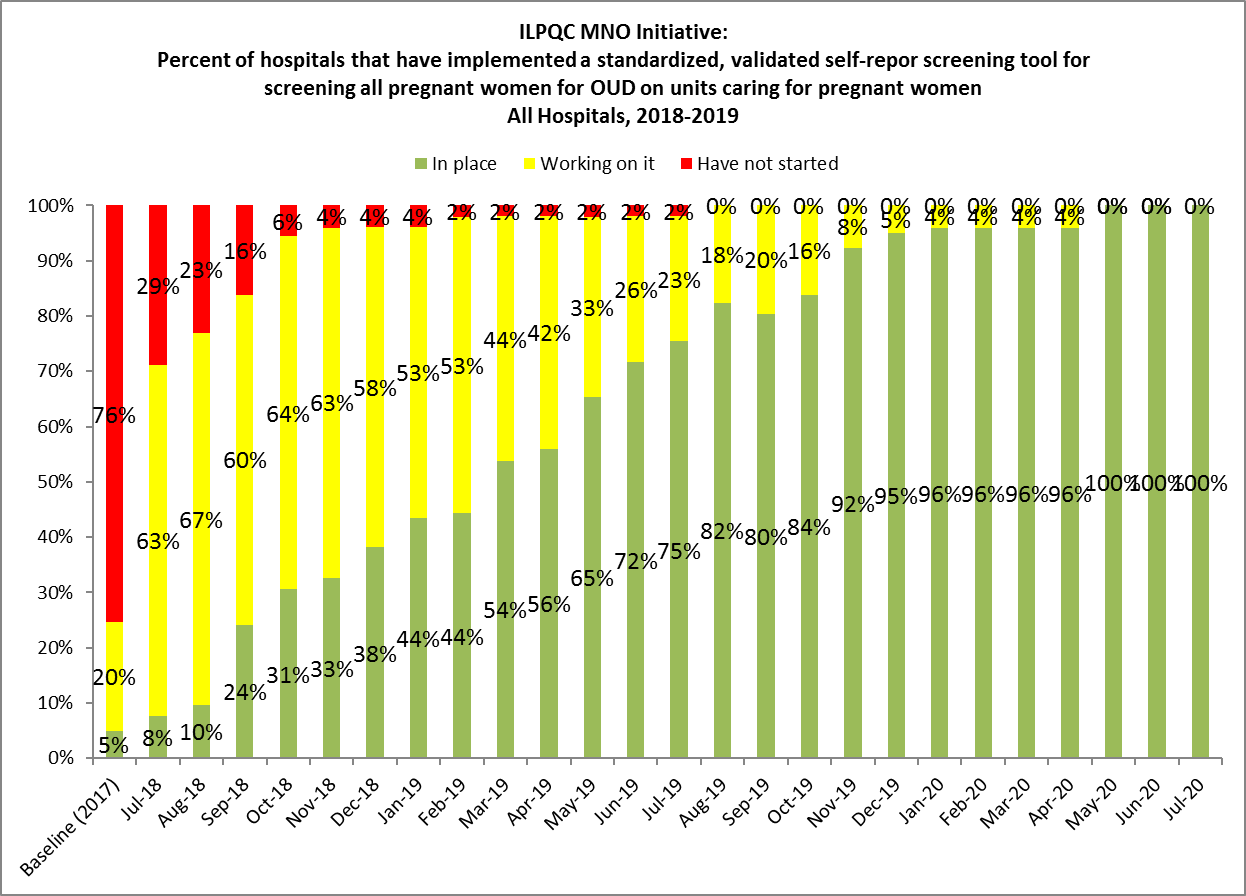 ILPQC MNO Initiative:
Percent of hospitals that have implemented a standardized, validated self-repor screening tool for
screening all pregnant women for OUD on units caring for pregnant women
All Hospitals, 2018-2019
In place Working on it Have not started
100%
90%
80%
70%
60%
50%
40%
30%
20%
10%
0%
76% 29% 23% 16% 6% 4% 4% 4% 2% 2% 2% 2% 2% 2% 0% 0% 0% 0% 0% 0% 0% 0% 0% 0% 0% 0%
20% 63% 67% 60% 64% 63% 58% 53% 53% 44% 42% 33% 26% 23% 18% 20% 16% 8% 5% 4% 4% 4% 4%
5% 8% 10% 24% 31% 33% 38% 44% 44% 54% 56% 65% 72% 75% 82% 80% 84% 92% 95% 96% 96% 96% 96% 100% 100% 100%
Baseline (2017) Jul-18 Aug-18 Sep-18 Oct-18 Nov-18 Dec-18 Jan-19 Feb-19 Mar-19 Apr-19 May-19 Jun-19 Jul-19 Aug-19 Sep-19 Oct-19 Nov-19 Dec-19 Jan-20 Feb-20 Mar-20 Apr-20 May-20 Jun-20 Jul-20